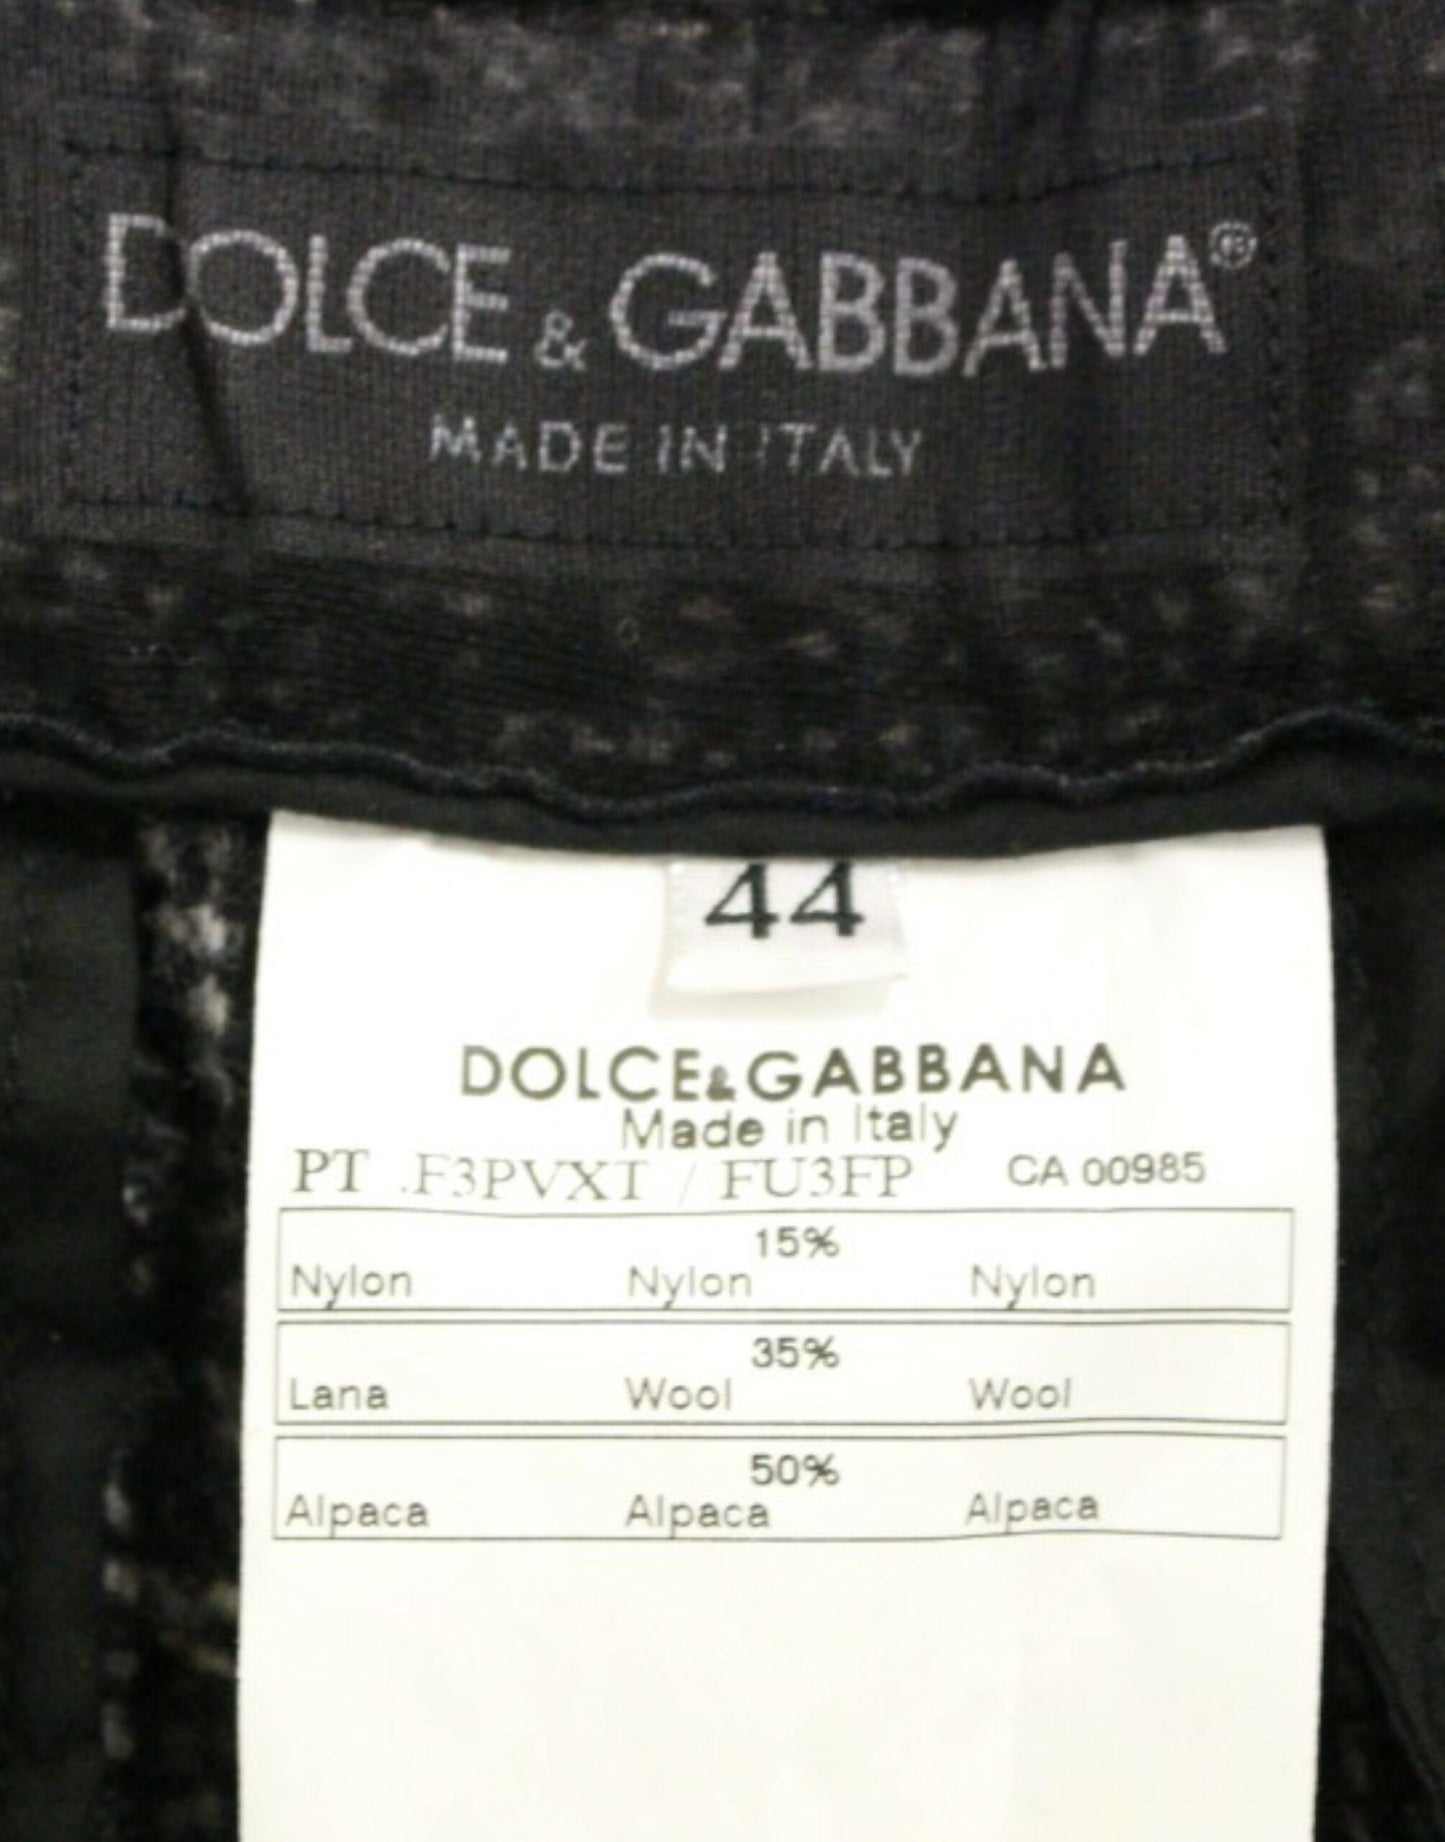 DOLCE & GABBANA®
MADE IN ITALY
44
DOLCE & GABBANA
Made in Italy
PT .F3PVXT / FU3FP CA 00985
15%
Nylon Nylon Nylon
35%
Lana Wool Wool
50%
Alpaca Alpaca Alpaca